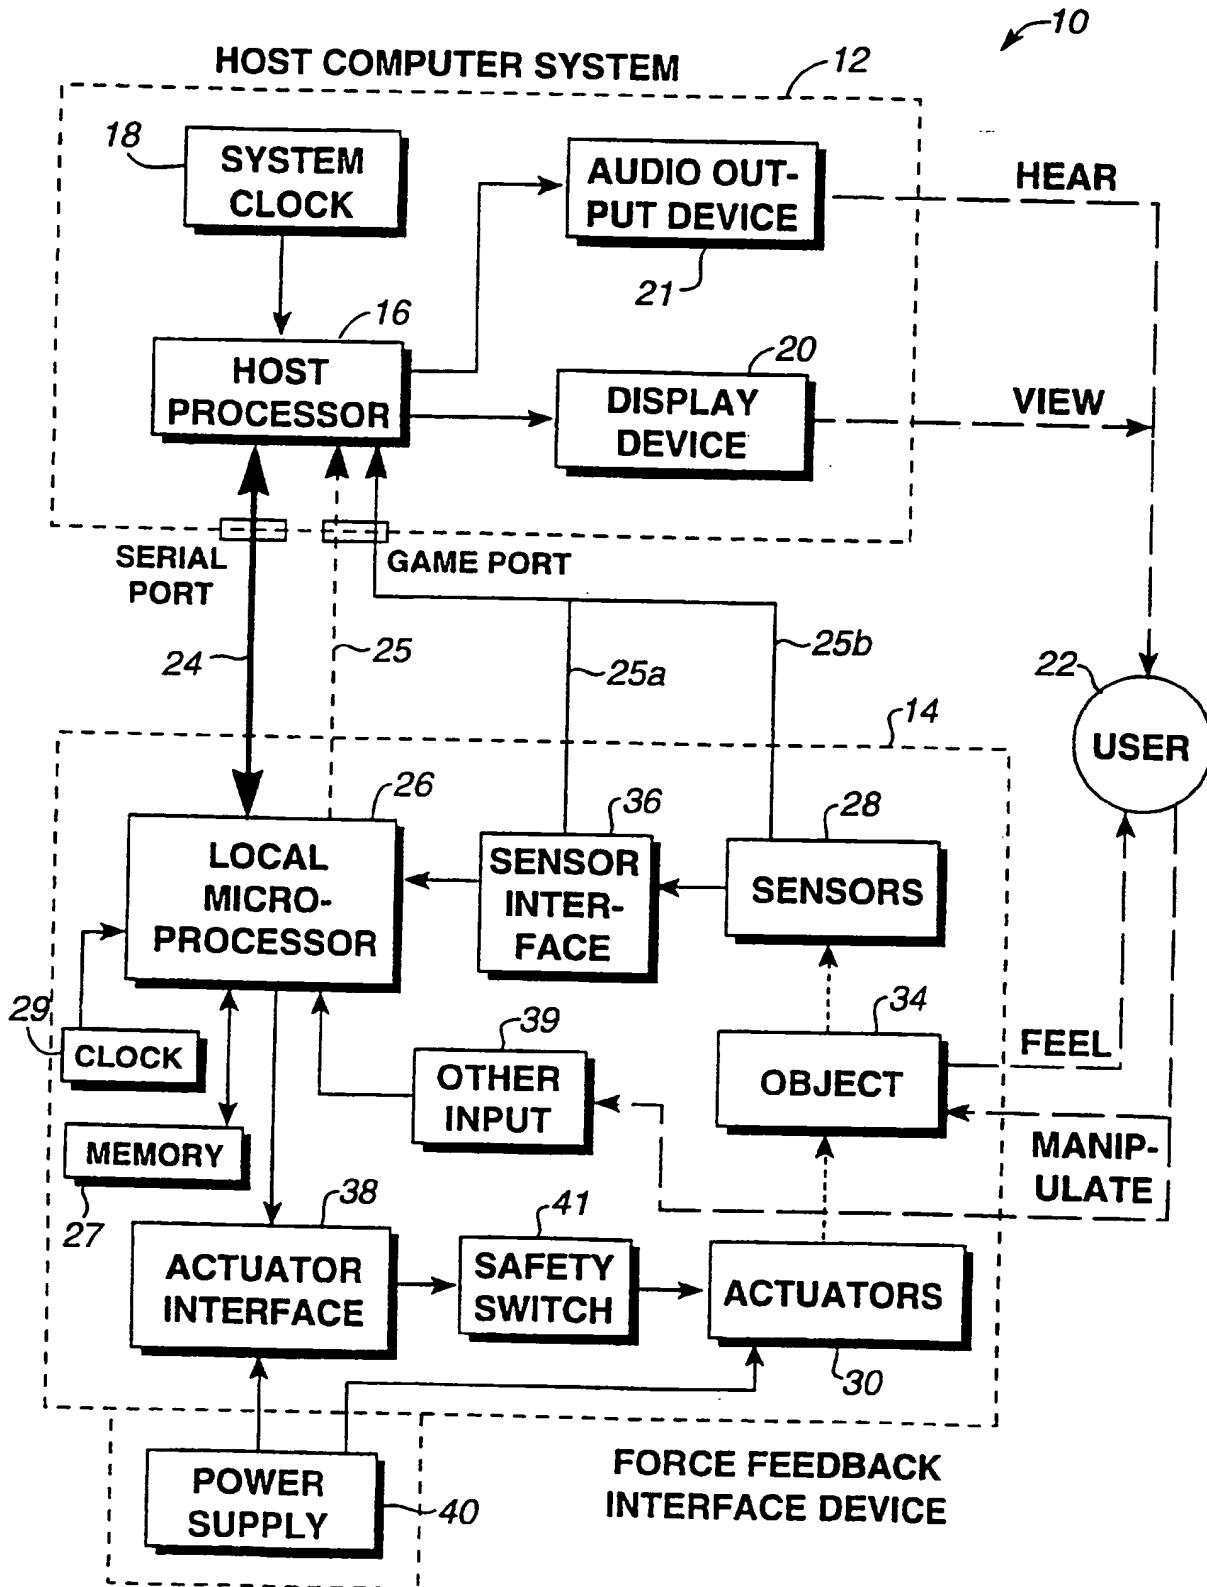 10
HOST COMPUTER SYSTEM
12
18
SYSTEM
CLOCK
AUDIO OUT-
PUT DEVICE
21
HEAR
16
HOST
PROCESSOR
20
DISPLAY
DEVICE
VIEW
SERIAL
PORT
GAME PORT
24
25
25a
25b
22
USER
14
26
LOCAL
MICRO-
PROCESSOR
36
SENSOR
INTER-
FACE
28
SENSORS
29
CLOCK
39
OTHER
INPUT
34
OBJECT
FEEL
MANIP-
ULATE
MEMORY
27
38
ACTUATOR
INTERFACE
41
SAFETY
SWITCH
ACTUATORS
30
POWER
SUPPLY
40
FORCE FEEDBACK
INTERFACE DEVICE